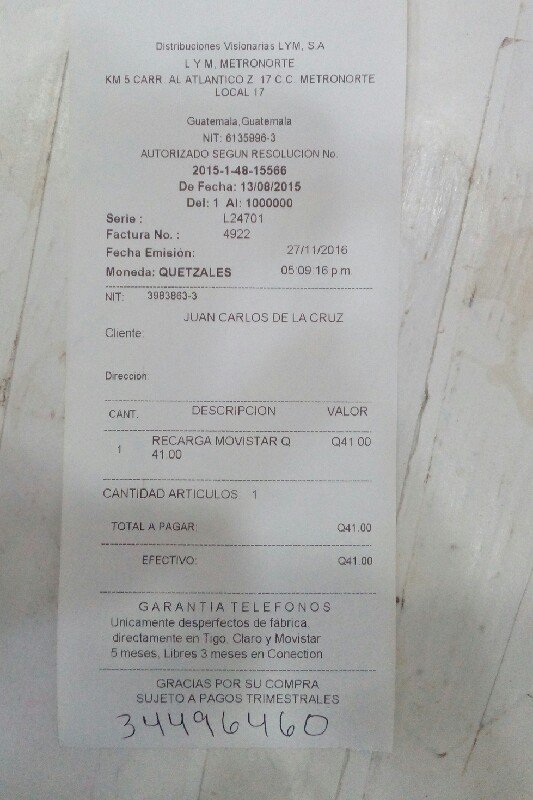 Distribuciones Visionarias LYM, S.A
L Y M, METRONORTE
KM 5 CARR. AL ATLANTICO Z. 17 C.C. METRONORTE
LOCAL 17
Guatemala,Guatemala
NIT: 6135996-3
AUTORIZADO SEGUN RESOLUCION No.
2015-1-48-15566
De Fecha: 13/08/2015
Del: 1 Al: 1000000
Serie : L24701
Factura No. : 4922
Fecha Emisión: 27/11/2016
Moneda: QUETZALES 05:09:16 p.m.
NIT: 3983863-3
JUAN CARLOS DE LA CRUZ
Cliente:
Dirección:
CANT. DESCRIPCION VALOR
1 RECARGA MOVISTAR Q Q41.00
41.00
CANTIDAD ARTICULOS 1
TOTAL A PAGAR: Q41.00
EFECTIVO: Q41.00
GARANTIA TELEFONOS
Unicamente desperfectos de fábrica,
directamente en Tigo, Claro y Movistar
5 meses, Libres 3 meses en Conection
GRACIAS POR SU COMPRA
SUJETO A PAGOS TRIMESTRALES
34496460